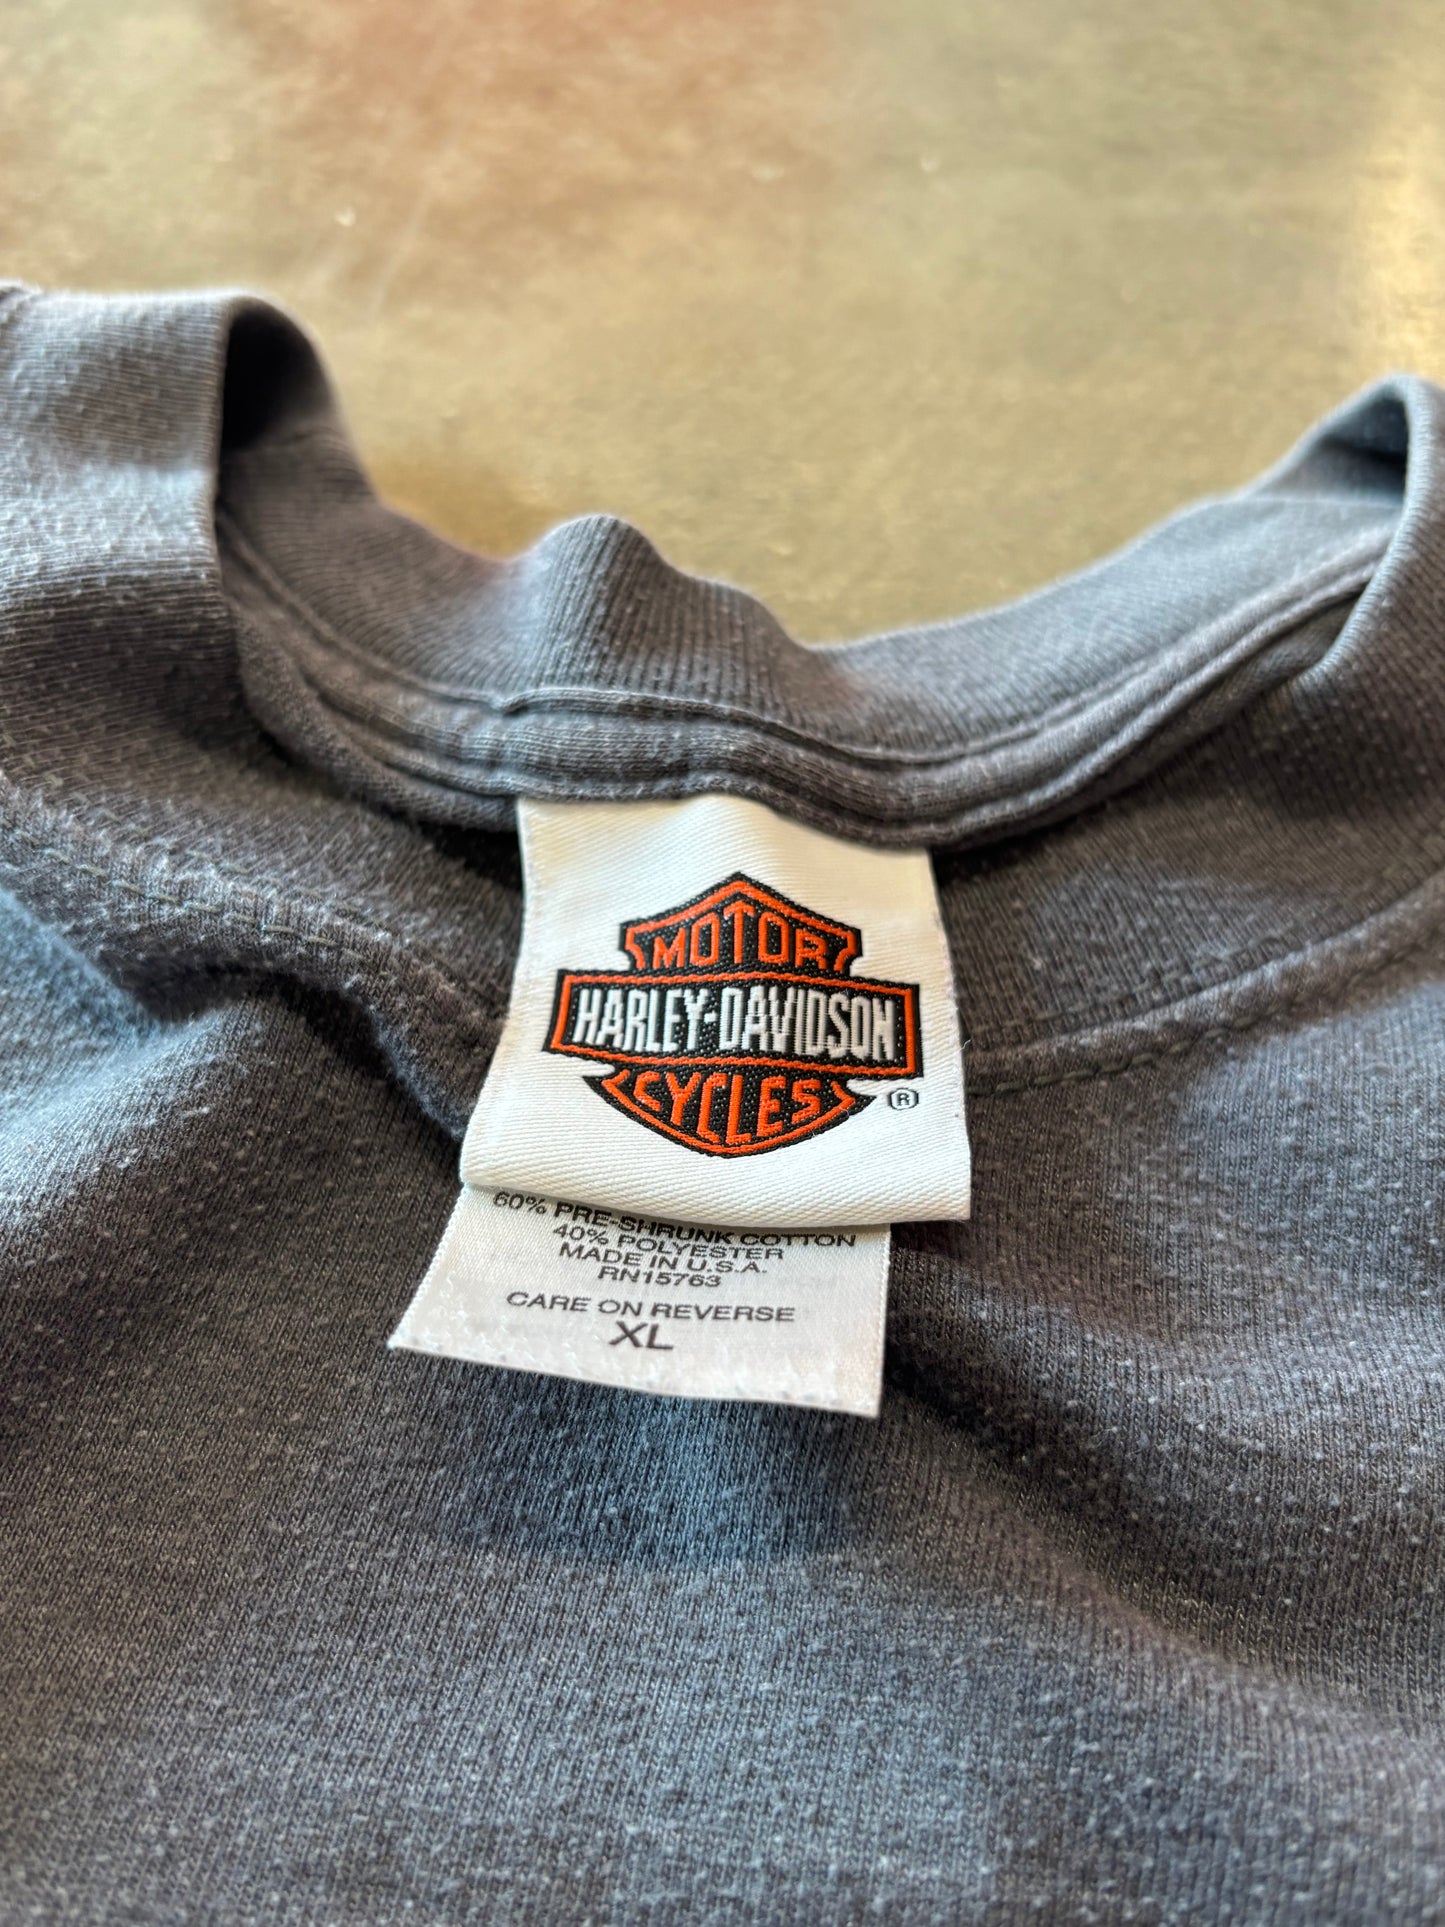 MOTOR
HARLEY-DAVIDSON
CYCLES
®
60% PRE-SHRUNK COTTON
40% POLYESTER
MADE IN U.S.A.
RN15763
CARE ON REVERSE
XL